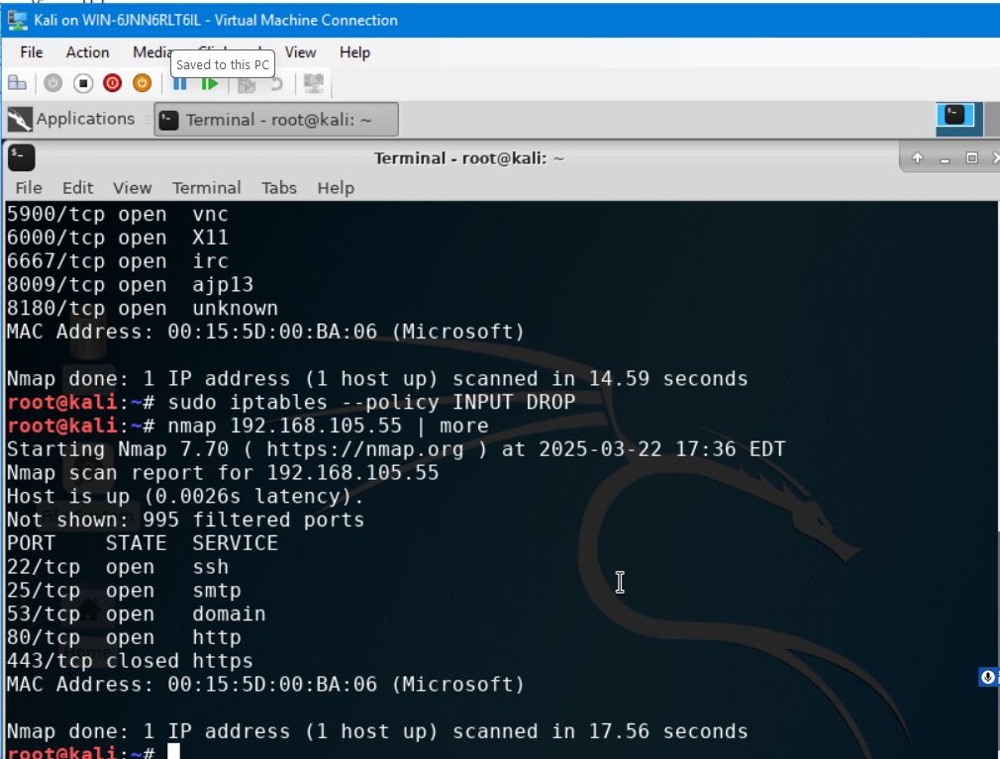 Kali on WIN-6JNN6RLT6IL - Virtual Machine Connection
File Action Media View Help
Saved to this PC
Applications Terminal - root@kali: ~
Terminal - root@kali: ~
File Edit View Terminal Tabs Help
5900/tcp open vnc
6000/tcp open X11
6667/tcp open irc
8009/tcp open ajp13
8180/tcp open unknown
MAC Address: 00:15:5D:00:BA:06 (Microsoft)
Nmap done: 1 IP address (1 host up) scanned in 14.59 seconds
root@kali:~# sudo iptables --policy INPUT DROP
root@kali:~# nmap 192.168.105.55 | more
Starting Nmap 7.70 ( https://nmap.org ) at 2025-03-22 17:36 EDT
Nmap scan report for 192.168.105.55
Host is up (0.0026s latency).
Not shown: 995 filtered ports
PORT STATE SERVICE
22/tcp open ssh
25/tcp open smtp
53/tcp open domain
80/tcp open http
443/tcp closed https
MAC Address: 00:15:5D:00:BA:06 (Microsoft)
Nmap done: 1 IP address (1 host up) scanned in 17.56 seconds
root@kali:~#